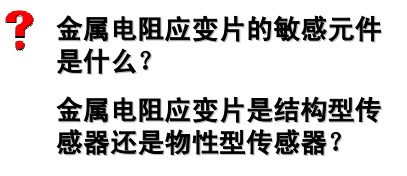 ?
金属电阻应变片的敏感元件
是什么？
金属电阻应变片是结构型传
感器还是物性型传感器？